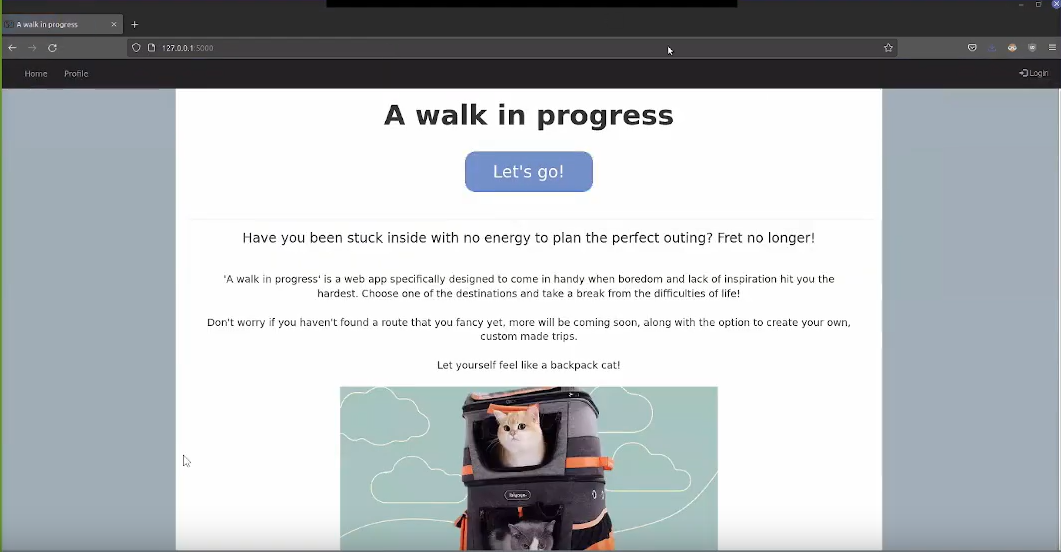 A walk in progress
127.0.0.1:5000
Home Profile Login
A walk in progress
Let's go!
Have you been stuck inside with no energy to plan the perfect outing? Fret no longer!
'A walk in progress' is a web app specifically designed to come in handy when boredom and lack of inspiration hit you the
hardest. Choose one of the destinations and take a break from the difficulties of life!
Don't worry if you haven't found a route that you fancy yet, more will be coming soon, along with the option to create your own,
custom made trips.
Let yourself feel like a backpack cat!